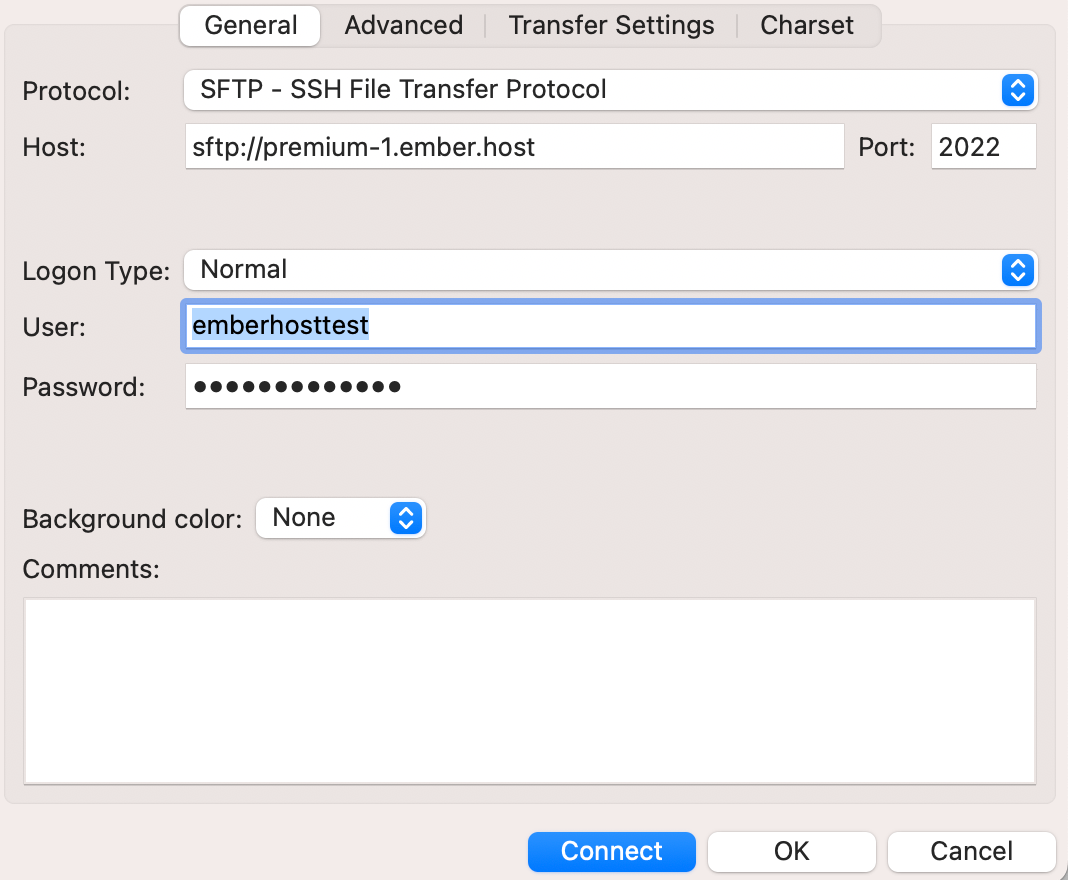 General Advanced Transfer Settings Charset
Protocol: SFTP - SSH File Transfer Protocol
Host: sftp://premium-1.ember.host Port: 2022
Logon Type: Normal
User: emberhosttest
Password: •••••••••••••
Background color: None
Comments:
Connect OK Cancel